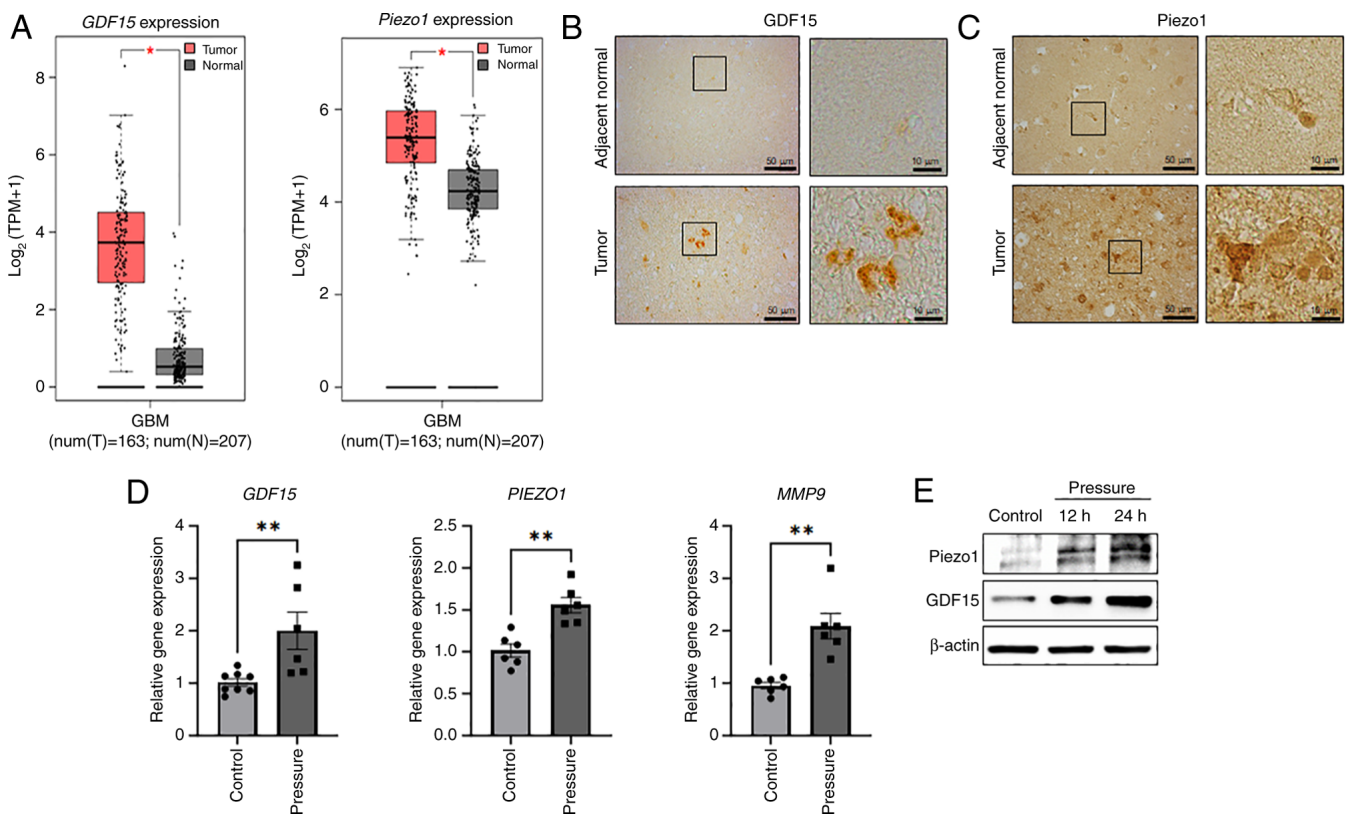 A
GDF15 expression
Tumor
Normal
*
Log2 (TPM+1)
8
6
4
2
0
GBM
(num(T)=163; num(N)=207)
Piezo1 expression
Tumor
Normal
*
Log2 (TPM+1)
6
4
2
0
GBM
(num(T)=163; num(N)=207)
B
GDF15
Adjacent normal
50 μm
10 μm
Tumor
50 μm
10 μm
C
Piezo1
Adjacent normal
50 μm
10 μm
Tumor
50 μm
10 μm
D
GDF15
**
Relative gene expression
4
3
2
1
0
Control
Pressure
PIEZO1
**
Relative gene expression
2.5
2.0
1.5
1.0
0.5
0.0
Control
Pressure
MMP9
**
Relative gene expression
4
3
2
1
0
Control
Pressure
E
Pressure
Control 12 h 24 h
Piezo1
GDF15
β-actin